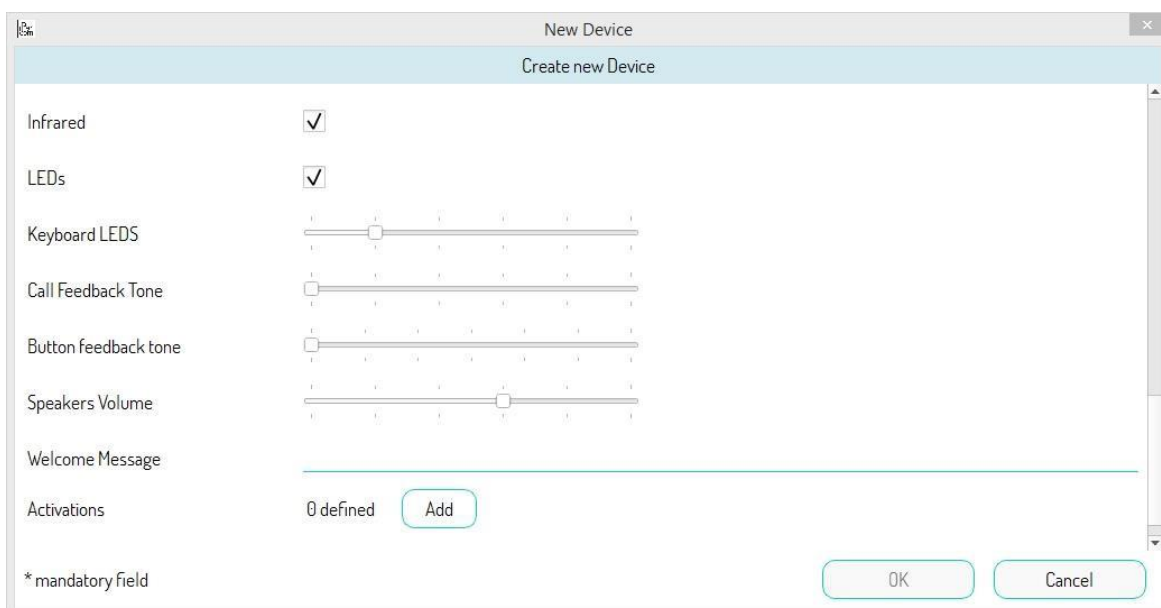 New Device
Create new Device
Infrared
LEDs
Keyboard LEDS
Call Feedback Tone
Button feedback tone
Speakers Volume
Welcome Message
Activations 0 defined Add
* mandatory field OK Cancel